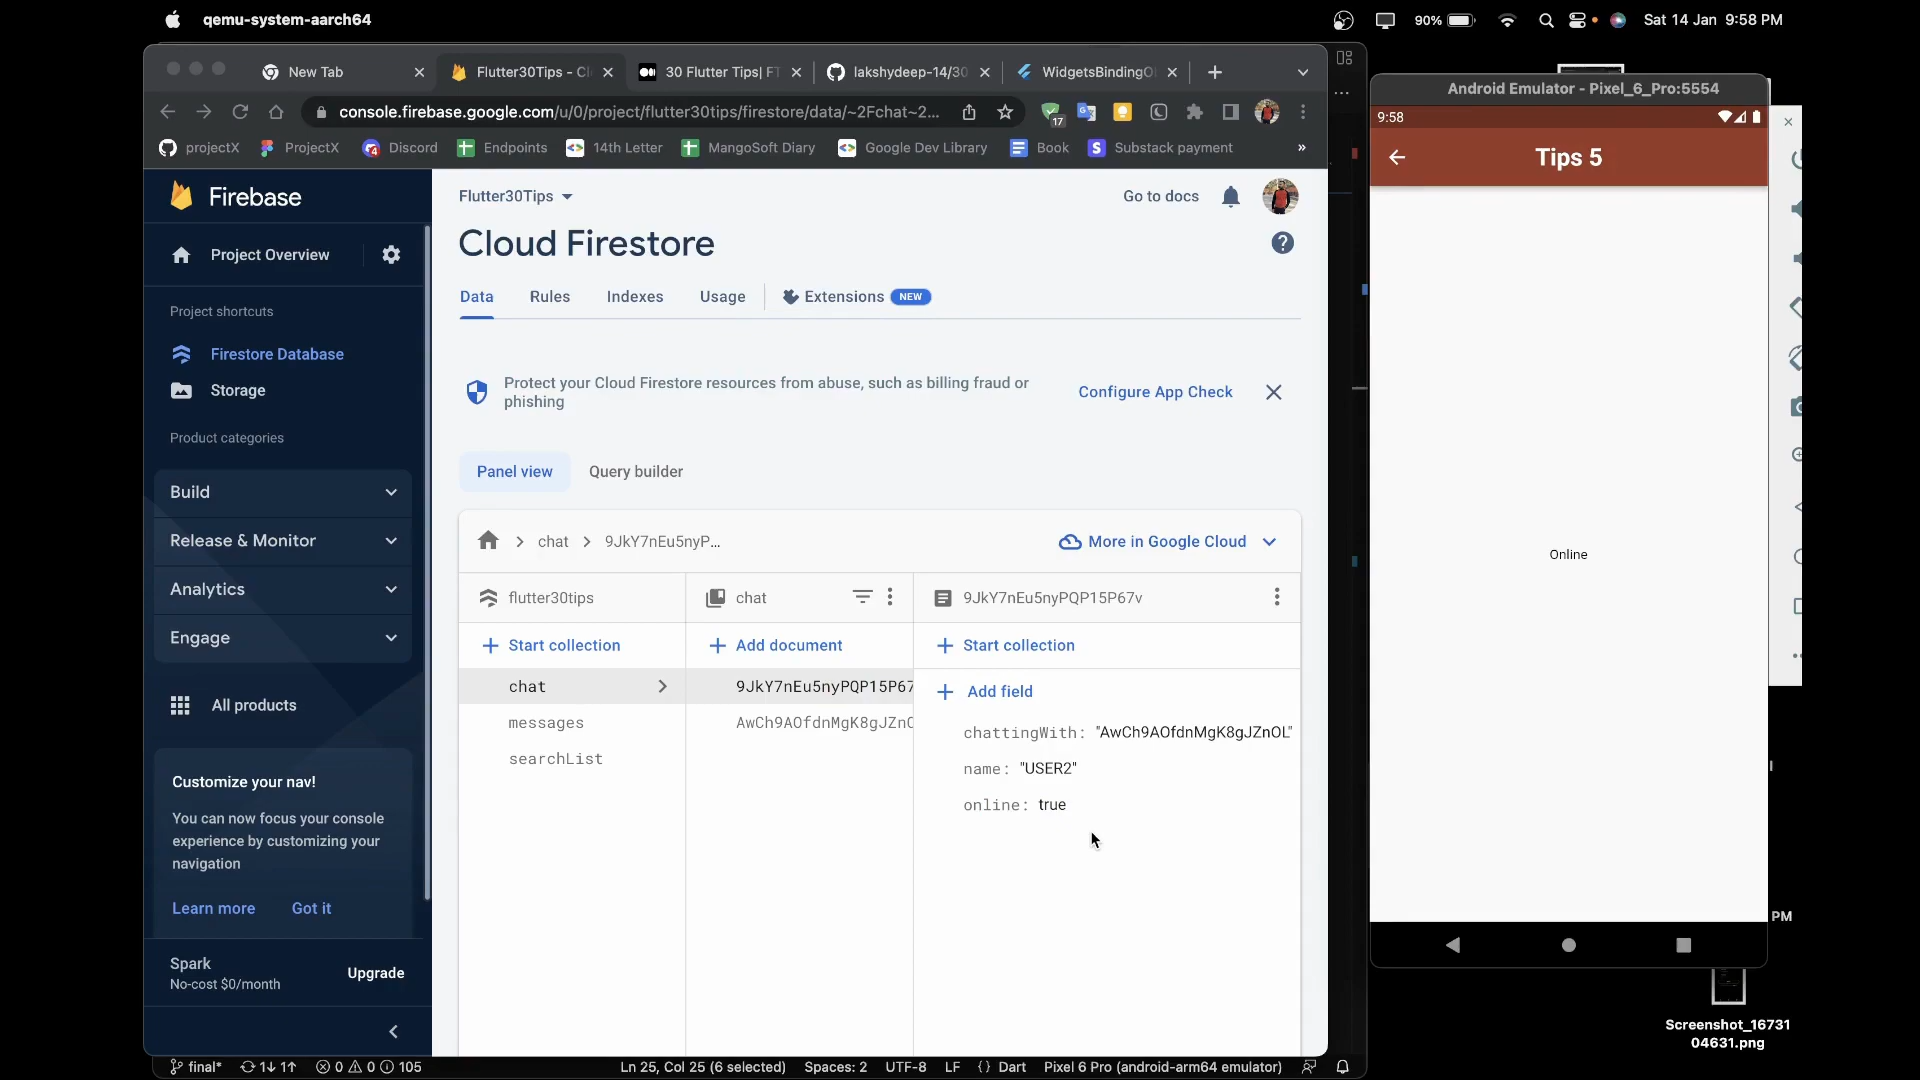 qemu-system-aarch64
90%
Sat 14 Jan 9:58 PM
New Tab
Flutter30Tips - Cl
30 Flutter Tips| FT
lakshydeep-14/30
WidgetsBindingO
console.firebase.google.com/u/0/project/flutter30tips/firestore/data/~2Fchat~2...
17
projectX
ProjectX
4
Discord
Endpoints
14th Letter
MangoSoft Diary
Google Dev Library
Book
S
Substack payment
»
Firebase
Project Overview
Project shortcuts
Firestore Database
Storage
Product categories
Build
Release & Monitor
Analytics
Engage
All products
Customize your nav!
You can now focus your console
experience by customizing your
navigation
Learn more
Got it
Spark
No-cost $0/month
Upgrade
Flutter30Tips
Go to docs
Cloud Firestore
Data
Rules
Indexes
Usage
Extensions
NEW
Protect your Cloud Firestore resources from abuse, such as billing fraud or
phishing
Configure App Check
Panel view
Query builder
chat
9JkY7nEu5nyP...
More in Google Cloud
flutter30tips
chat
9JkY7nEu5nyPQP15P67v
Start collection
Add document
Start collection
chat
messages
searchList
9JkY7nEu5nyPQP15P67
AwCh9AOfdnMgK8gJZnO
Add field
chattingWith: "AwCh9AOfdnMgK8gJZnOL"
name: "USER2"
online: true
Android Emulator - Pixel_6_Pro:5554
9:58
Tips 5
Online
PM
Screenshot_16731
04631.png
final*
1↓ 1↑
0
0
105
Ln 25, Col 25 (6 selected)
Spaces: 2
UTF-8
LF
{ } Dart
Pixel 6 Pro (android-arm64 emulator)